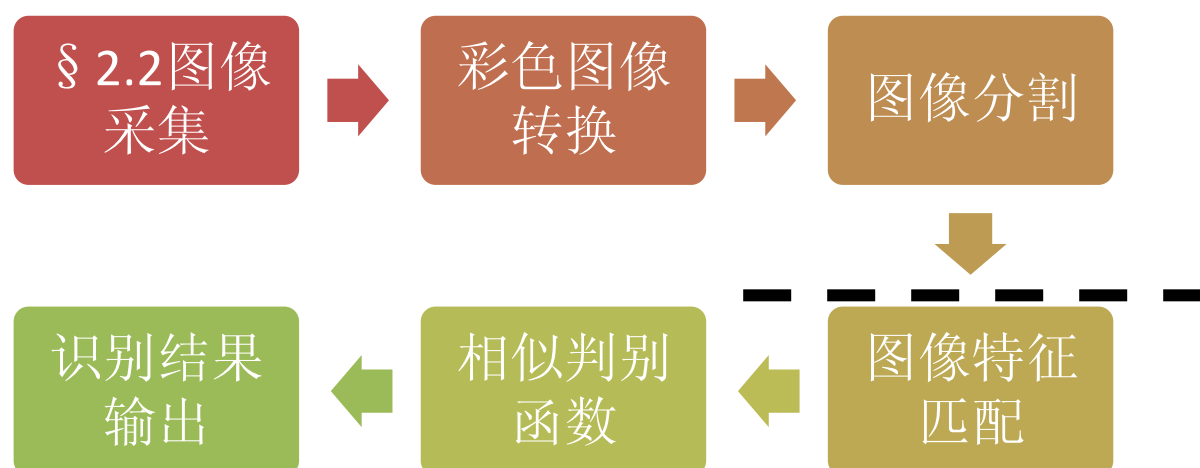 § 2.2图像
采集
彩色图像
转换
图像分割
图像特征
匹配
相似判别
函数
识别结果
输出